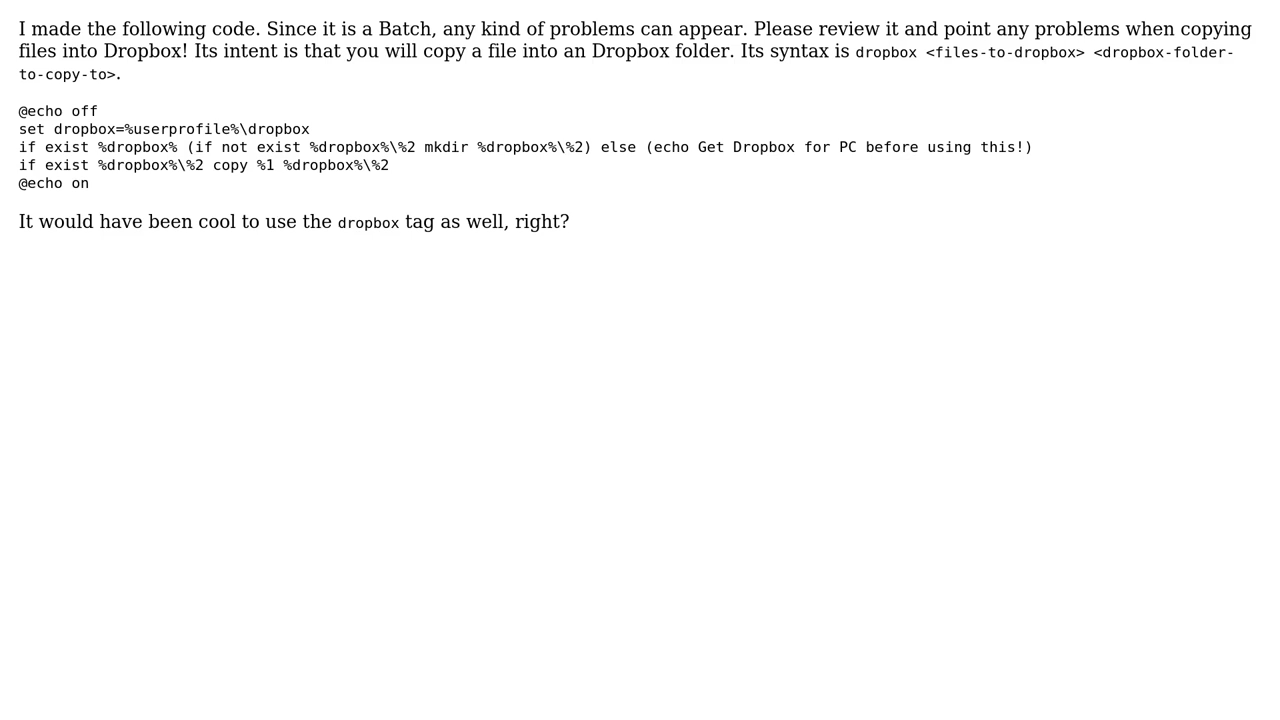 I made the following code. Since it is a Batch, any kind of problems can appear. Please review it and point any problems when copying
files into Dropbox! Its intent is that you will copy a file into an Dropbox folder. Its syntax is dropbox <files-to-dropbox> <dropbox-folder-
to-copy-to>.
@echo off
set dropbox=%userprofile%\dropbox
if exist %dropbox% (if not exist %dropbox%\%2 mkdir %dropbox%\%2) else (echo Get Dropbox for PC before using this!)
if exist %dropbox%\%2 copy %1 %dropbox%\%2
@echo on
It would have been cool to use the dropbox tag as well, right?